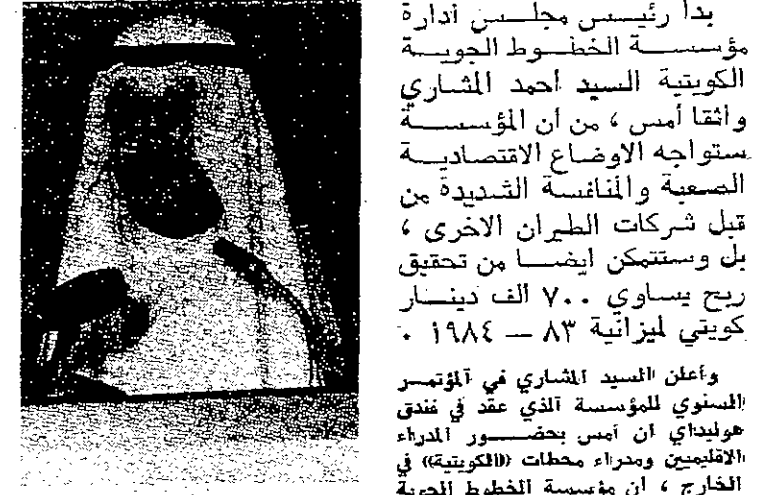 بدا رئيس مجلس أدارة
مؤسسة الخطوط الجوية
الكويتية السيد احمد المشاري
واثقا أمس ، من أن المؤسسة
ستواجه الاوضاع الاقتصادية
الصعبة والمنافسة الشديدة من
قبل شركات الطيران الاخرى ،
بل وستتمكن ايضا من تحقيق
ربح يساوي ٧٠٠ الف دينار
كويتي لميزانية ٨٣ — ١٩٨٤ .
وأعلن السيد المشاري في المؤتمر
السنوي للمؤسسة الذي عقد في فندق
هوليداي ان أمس بحضور المدراء
الاقليميين ومدراء محطات «الكويتية» في
الخارج ، ان مؤسسة الخطوط الجوية